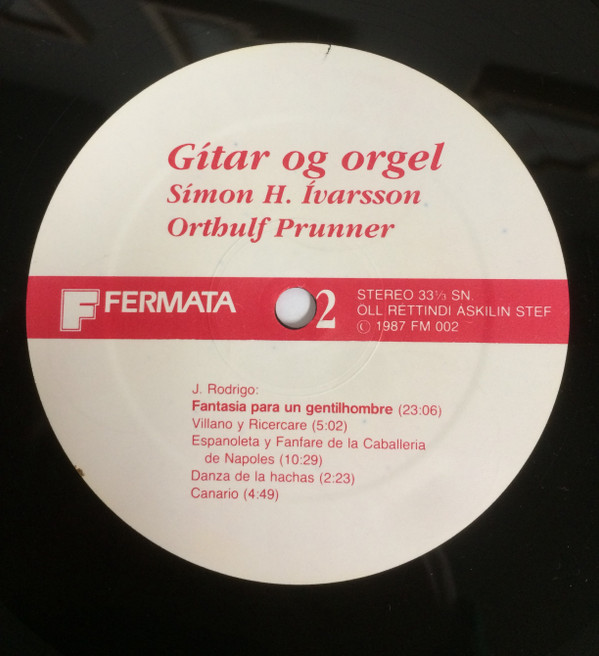 Gítar og orgel
Símon H. Ívarsson
Orthulf Prunner
F FERMATA
2
STEREO 33⅓ SN.
ÖLL RETTINDI ASKILIN STEF
© 1987 FM 002
J. Rodrigo:
Fantasia para un gentilhombre (23:06)
Villano y Ricercare (5:02)
Espanoleta y Fanfare de la Caballeria
de Napoles (10:29)
Danza de la hachas (2:23)
Canario (4:49)